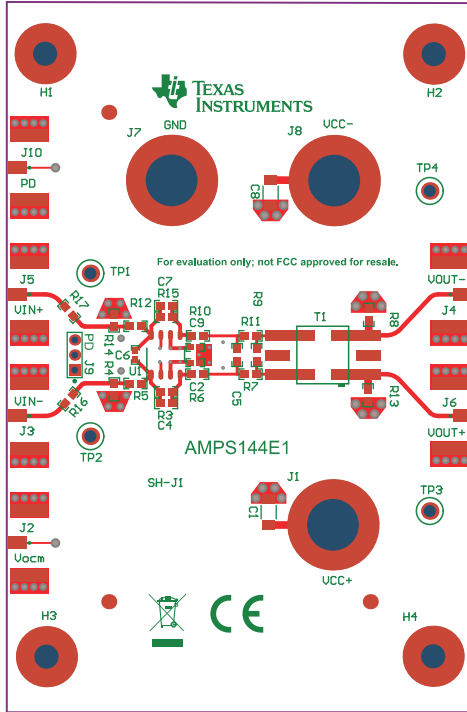 H1
H2
TEXAS
INSTRUMENTS
J7
GND
J8
VCC-
J10
PD
C8
TP4
For evaluation only; not FCC approved for resale.
TP1
C7
R15
R12
R10
C9
R9
R11
T1
R8
VOUT-
J4
J5
VIN+
R17
PD
J9
R14
R4
C6
U1
R5
C2
R6
R7
C5
R13
J6
VOUT+
VIN-
J3
R16
R3
C4
TP2
AMPS144E1
SH-J1
J1
C1
VCC+
TP3
J2
Vocm
CE
H3
H4